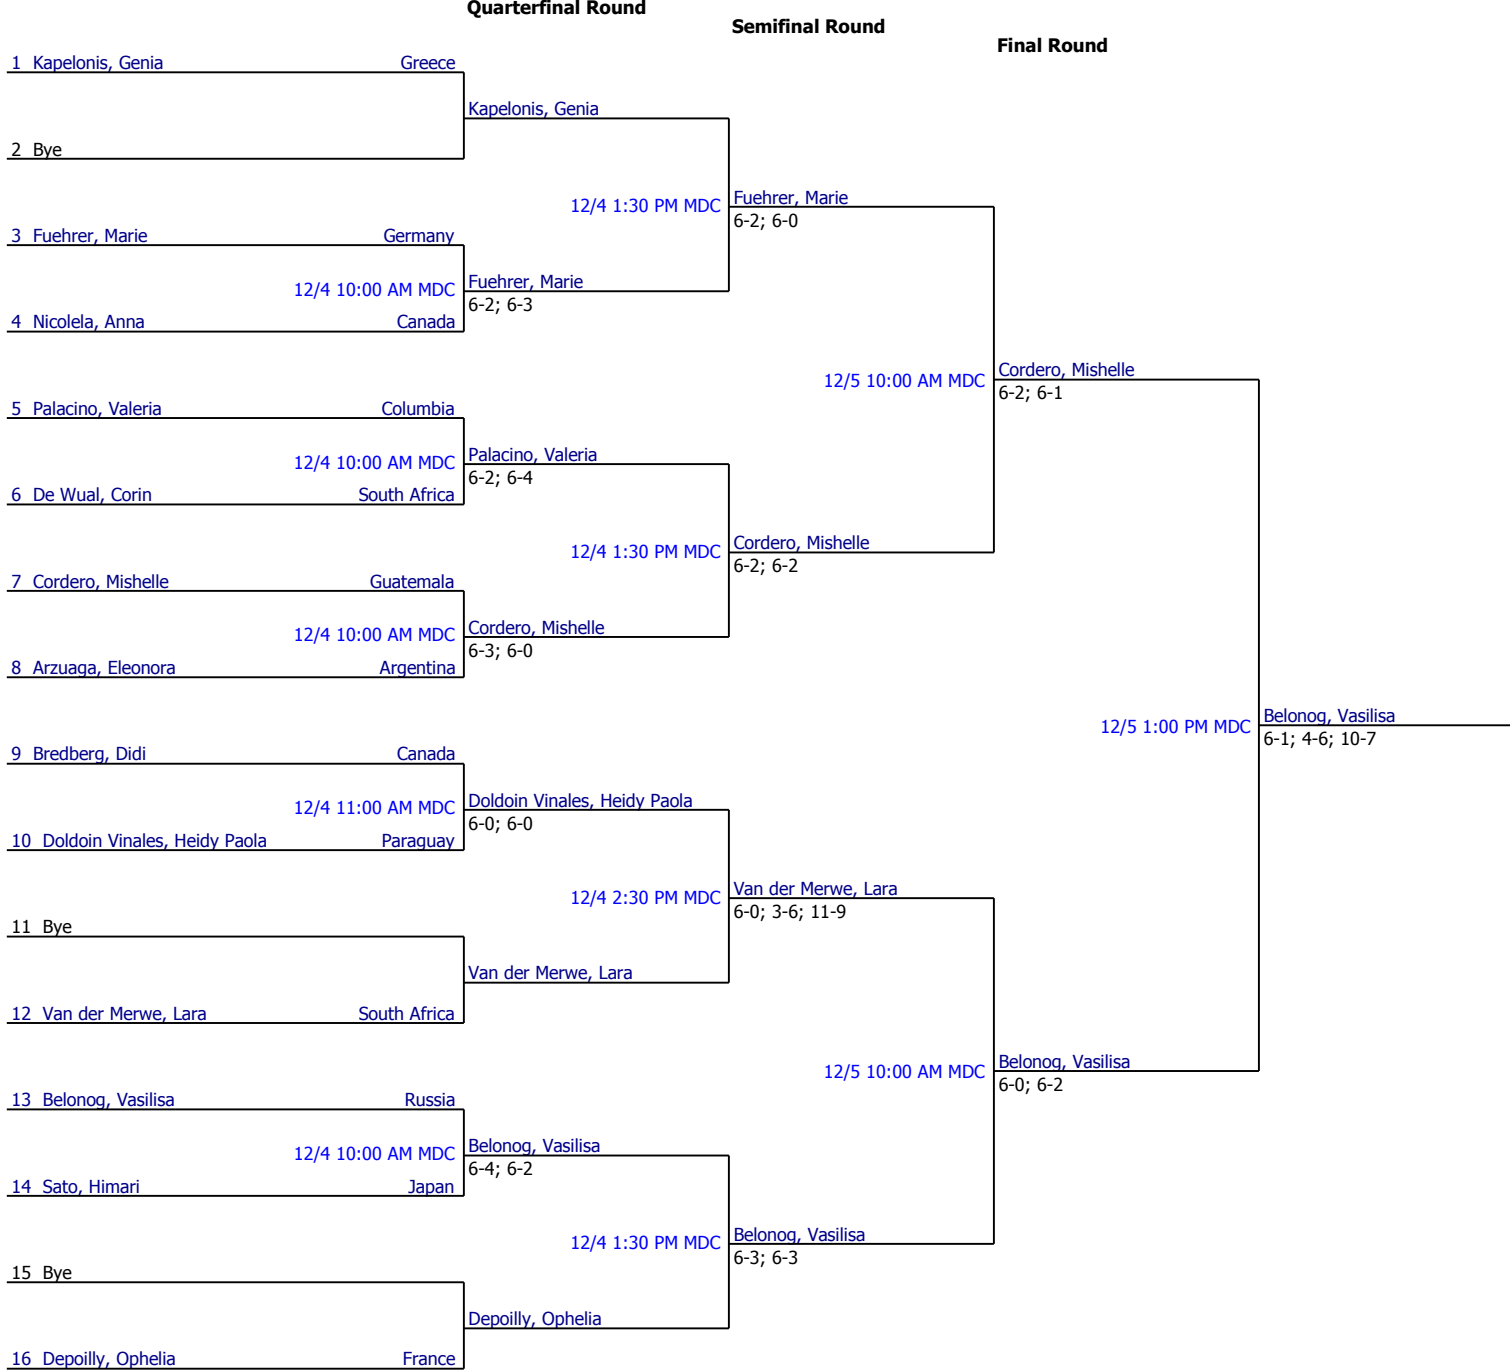 Quarterfinal Round
Semifinal Round
Final Round
1 Kapelonis, Genia Greece
Kapelonis, Genia
2 Bye
12/4 1:30 PM MDC Fuehrer, Marie
6-2; 6-0
3 Fuehrer, Marie Germany
12/4 10:00 AM MDC Fuehrer, Marie
6-2; 6-3
4 Nicolela, Anna Canada
12/5 10:00 AM MDC Cordero, Mishelle
6-2; 6-1
5 Palacino, Valeria Columbia
12/4 10:00 AM MDC Palacino, Valeria
6-2; 6-4
6 De Wual, Corin South Africa
12/4 1:30 PM MDC Cordero, Mishelle
6-2; 6-2
7 Cordero, Mishelle Guatemala
12/4 10:00 AM MDC Cordero, Mishelle
6-3; 6-0
8 Arzuaga, Eleonora Argentina
12/5 1:00 PM MDC Belonog, Vasilisa
6-1; 4-6; 10-7
9 Bredberg, Didi Canada
12/4 11:00 AM MDC Doldoin Vinales, Heidy Paola
6-0; 6-0
10 Doldoin Vinales, Heidy Paola Paraguay
12/4 2:30 PM MDC Van der Merwe, Lara
6-0; 3-6; 11-9
11 Bye
Van der Merwe, Lara
12 Van der Merwe, Lara South Africa
12/5 10:00 AM MDC Belonog, Vasilisa
6-0; 6-2
13 Belonog, Vasilisa Russia
12/4 10:00 AM MDC Belonog, Vasilisa
6-4; 6-2
14 Sato, Himari Japan
12/4 1:30 PM MDC Belonog, Vasilisa
6-3; 6-3
15 Bye
Depoilly, Ophelia
16 Depoilly, Ophelia France